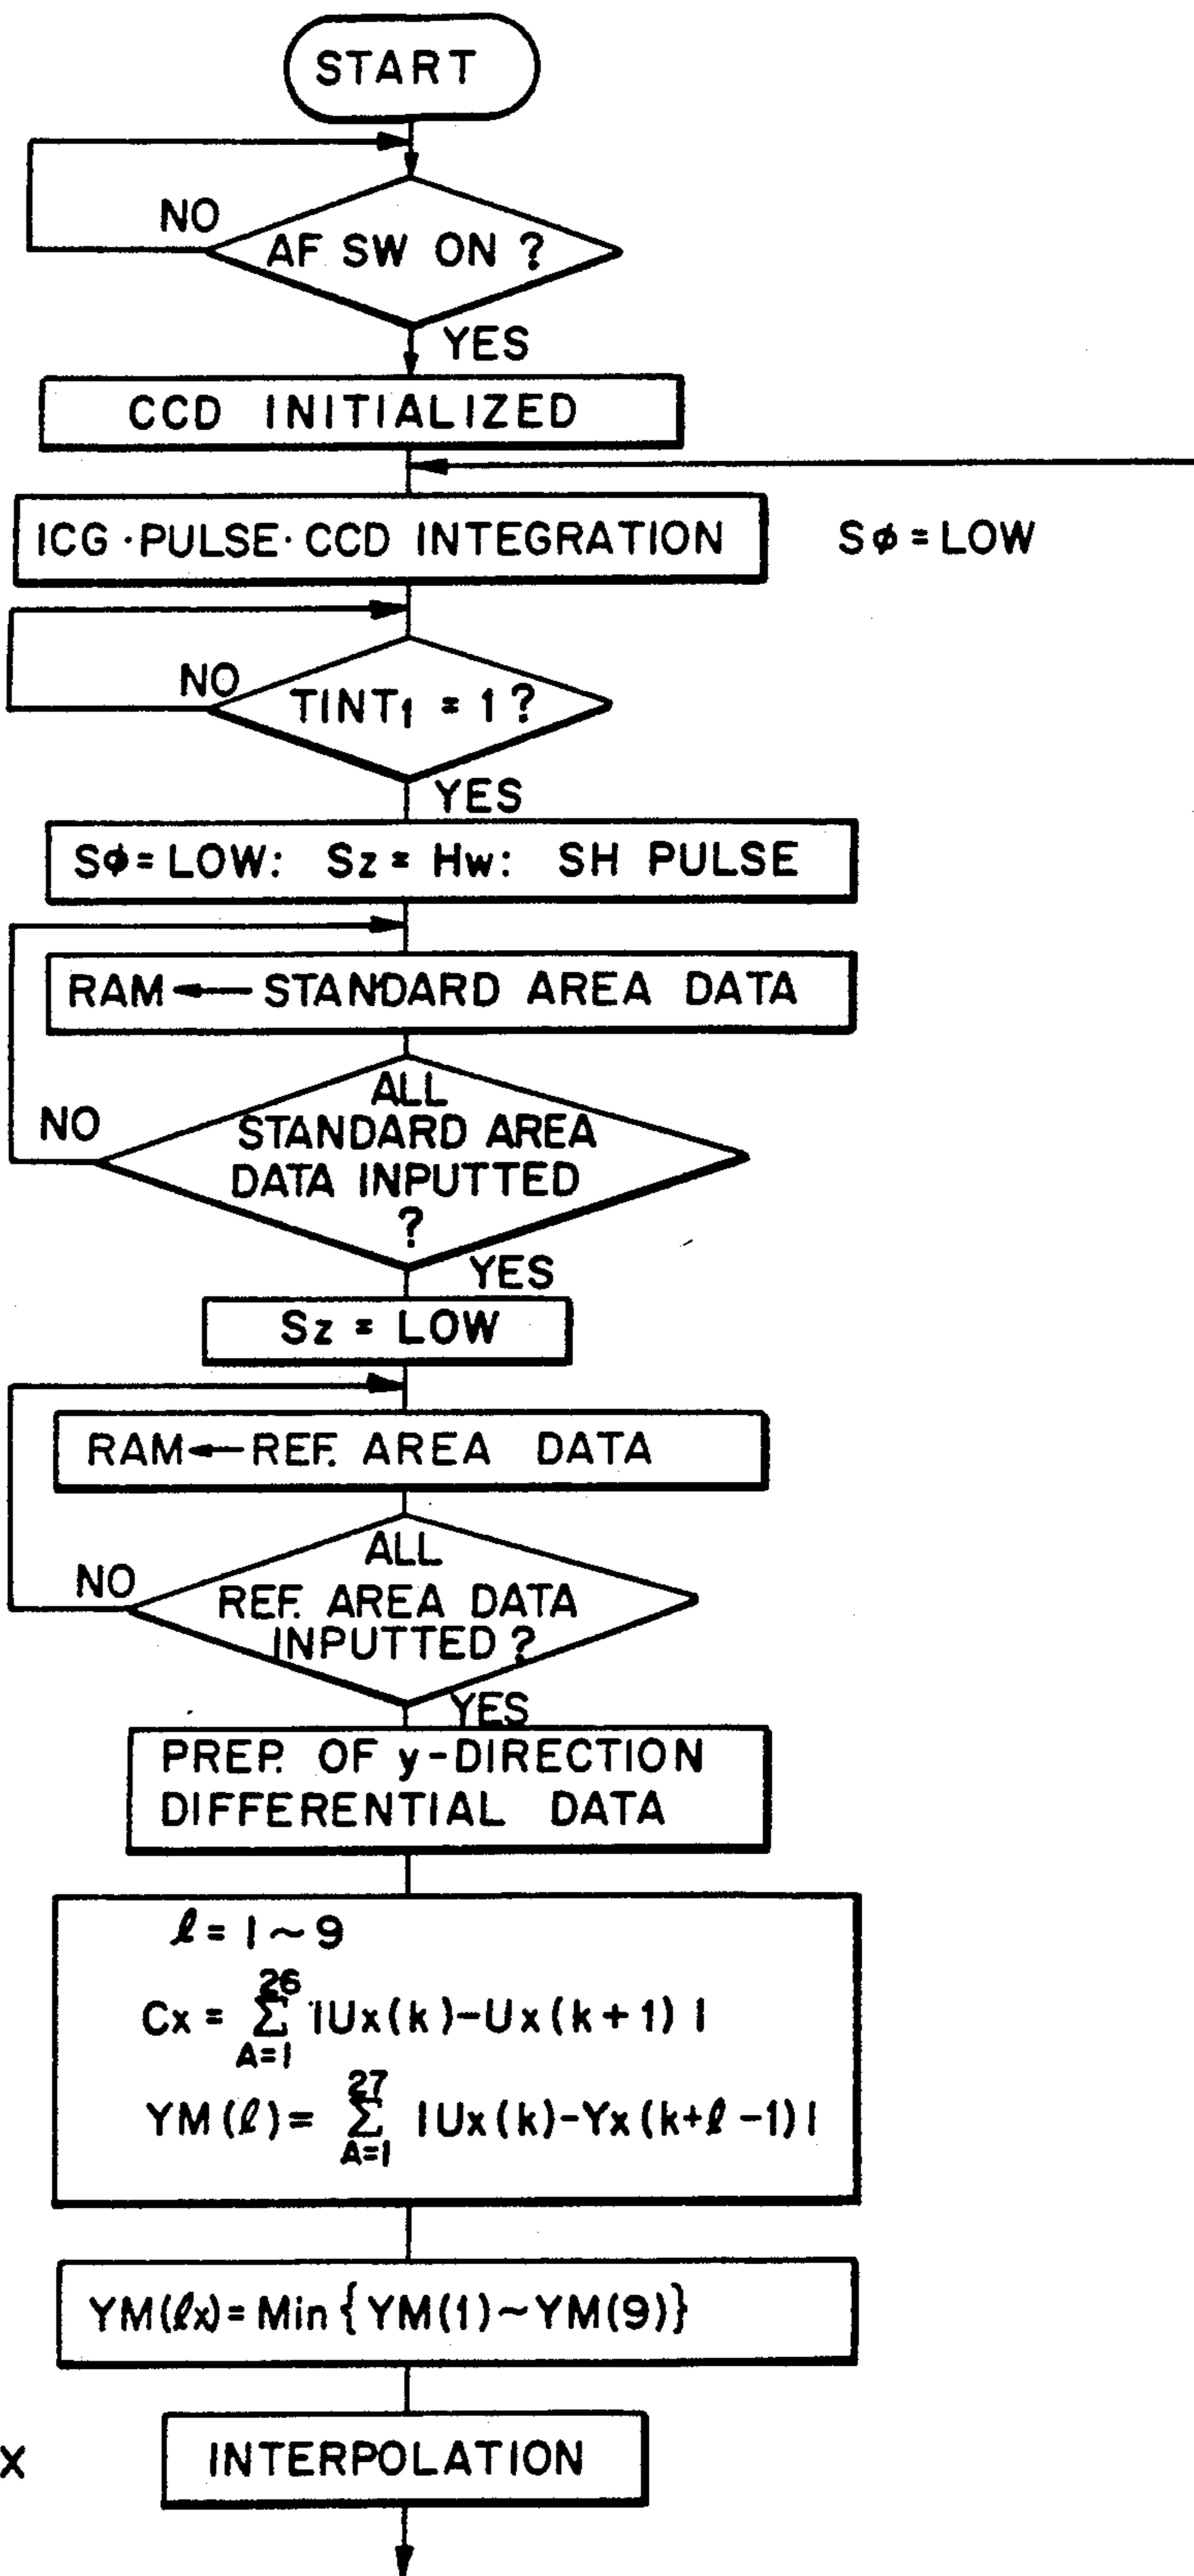 START
NO
AF SW ON ?
YES
CCD INITIALIZED
ICG·PULSE·CCD INTEGRATION
Sϕ = LOW
NO
TINT₁ = 1 ?
YES
Sϕ = LOW: Sz = Hw: SH PULSE
RAM ← STANDARD AREA DATA
ALL
NO
STANDARD AREA
DATA INPUTTED
?
YES
Sz = LOW
RAM ← REF. AREA DATA
ALL
NO
REF. AREA DATA
INPUTTED ?
YES
PREP. OF y-DIRECTION
DIFFERENTIAL DATA
ℓ = 1 ~ 9
Cx = 26 Σ A=1 |Ux(k)-Ux(k+1)|
YM(ℓ) = 27 Σ A=1 |Ux(k)-Yx(k+ℓ-1)|
YM(ℓx) = Min { YM(1) ~ YM(9)}
X
INTERPOLATION